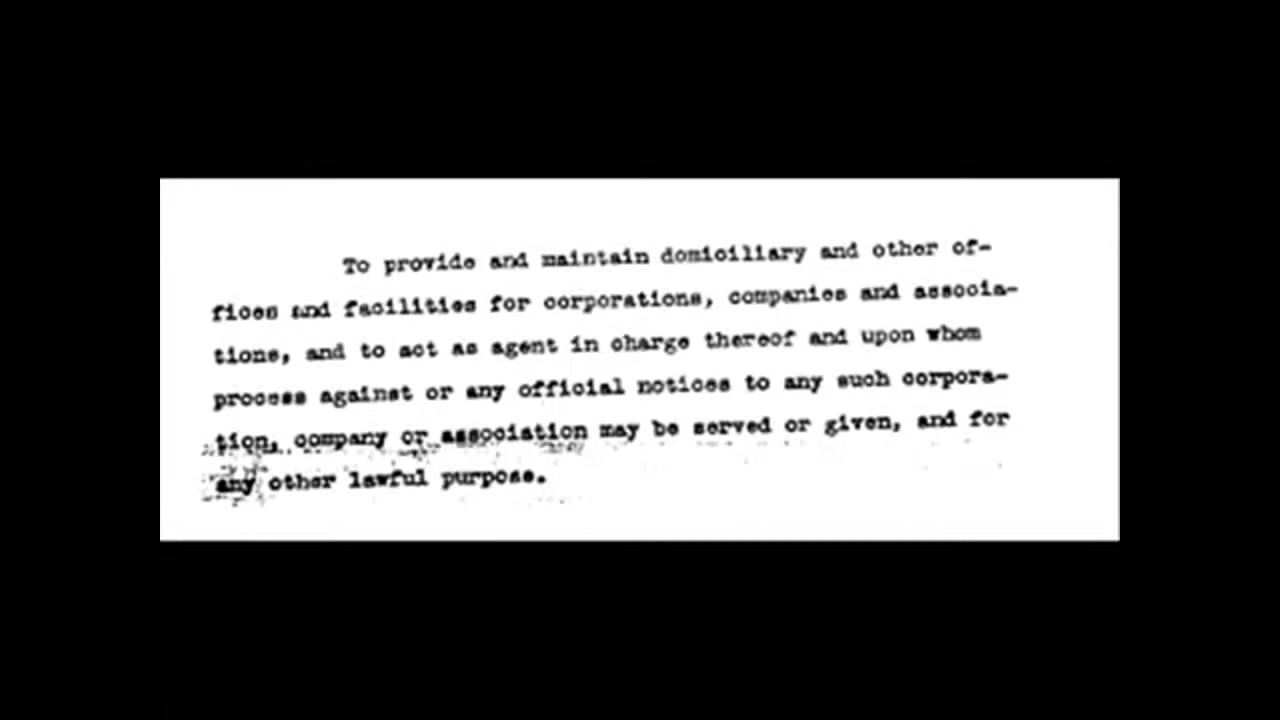 To provide and maintain domiciliary and other of-
fices and facilities for corporations, companies and associa-
tions, and to act as agent in charge thereof and upon whom
process against or any official notices to any such corpora-
tion, company or association may be served or given, and for
any other lawful purpose.